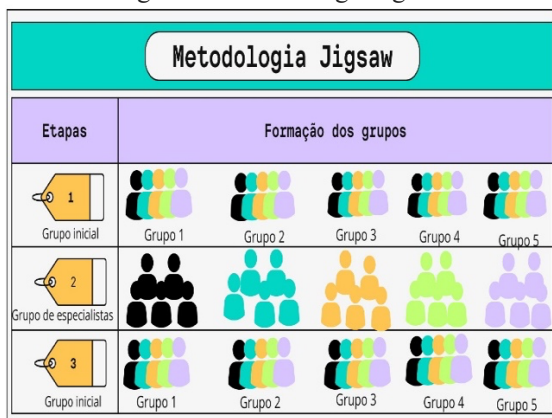 Metodologia Jigsaw
Etapas
Formação dos grupos
1
Grupo inicial
Grupo 1
Grupo 2
Grupo 3
Grupo 4
Grupo 5
2
Grupo de especialistas
3
Grupo inicial
Grupo 1
Grupo 2
Grupo 3
Grupo 4
Grupo 5